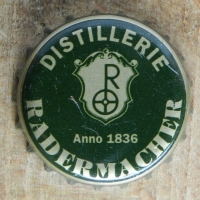 DISTILLERIE
R
Anno 1836
RADERMACHER